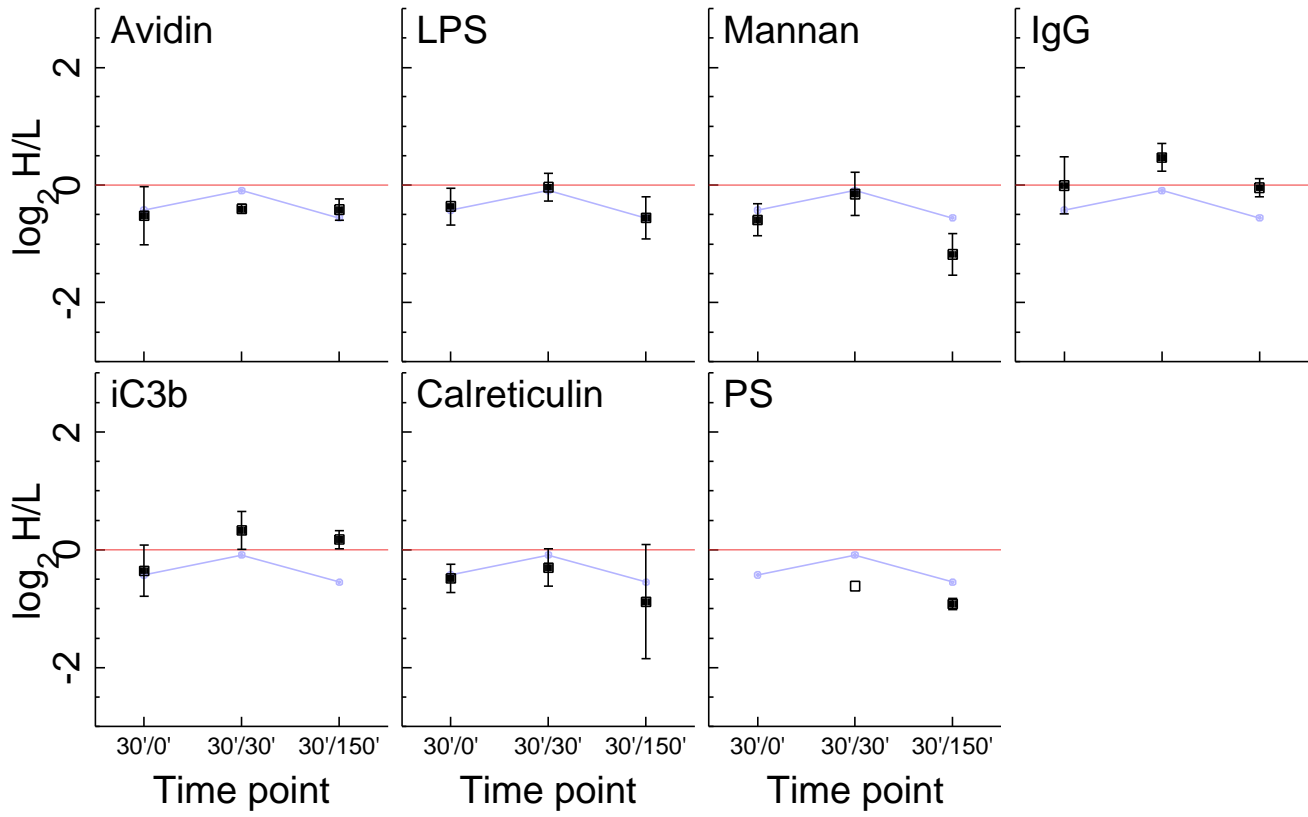 Avidin LPS Mannan IgG
2
0
-2
log2 H/L
iC3b Calreticulin PS
2
0
-2
log2 H/L
30'/0' 30'/30' 30'/150' 30'/0' 30'/30' 30'/150' 30'/0' 30'/30' 30'/150'
Time point Time point Time point